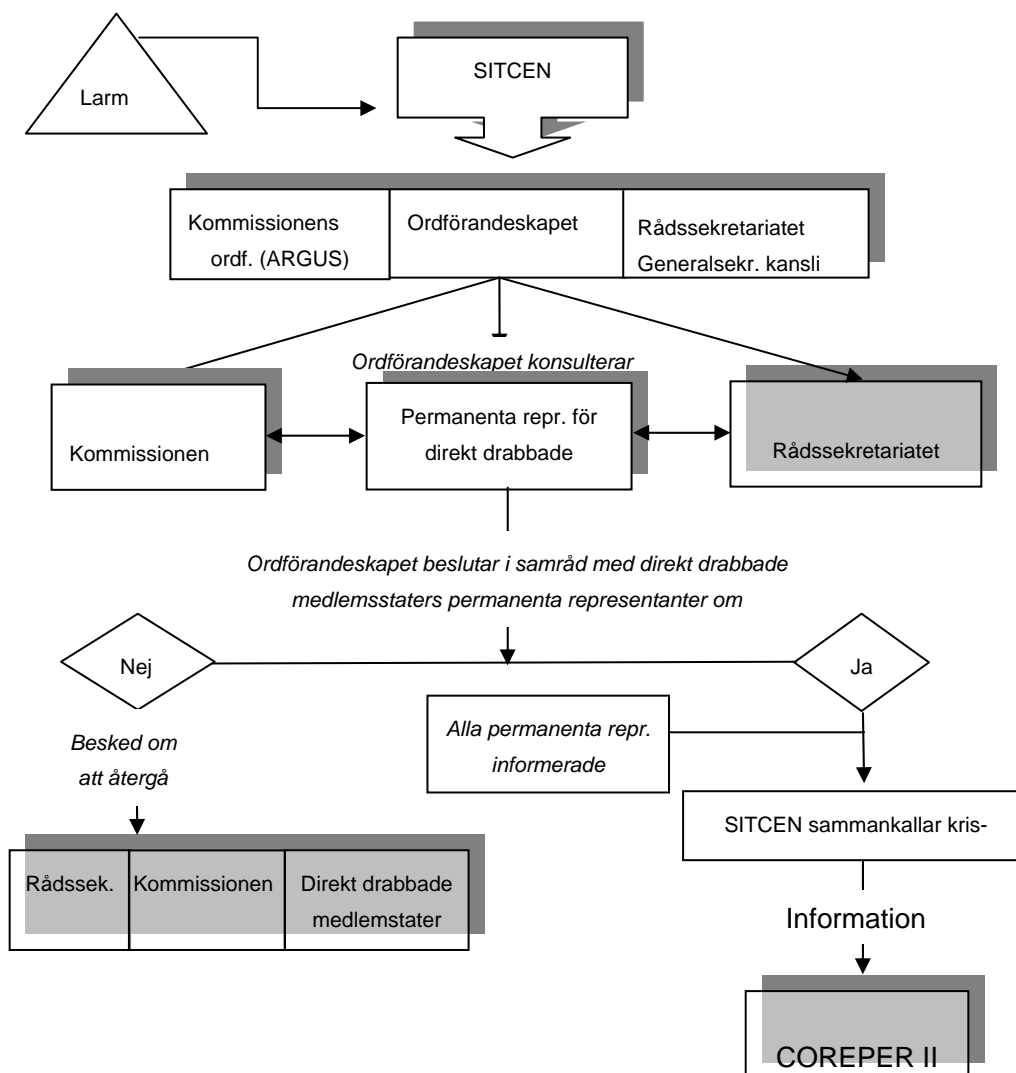 Larm
SITCEN
Kommissionens
ordf. (ARGUS)
Ordförandeskapet
Rådssekretariatet
Generalsekr. kansli
Ordförandeskapet konsulterar
Kommissionen
Permanenta repr. för
direkt drabbade
Rådssekretariatet
Ordförandeskapet beslutar i samråd med direkt drabbade
medlemsstaters permanenta representanter om
Nej
Ja
Besked om
att återgå
Alla permanenta repr.
informerade
SITCEN sammankallar kris-
Rådssek.
Kommissionen
Direkt drabbade
medlemstater
Information
COREPER II